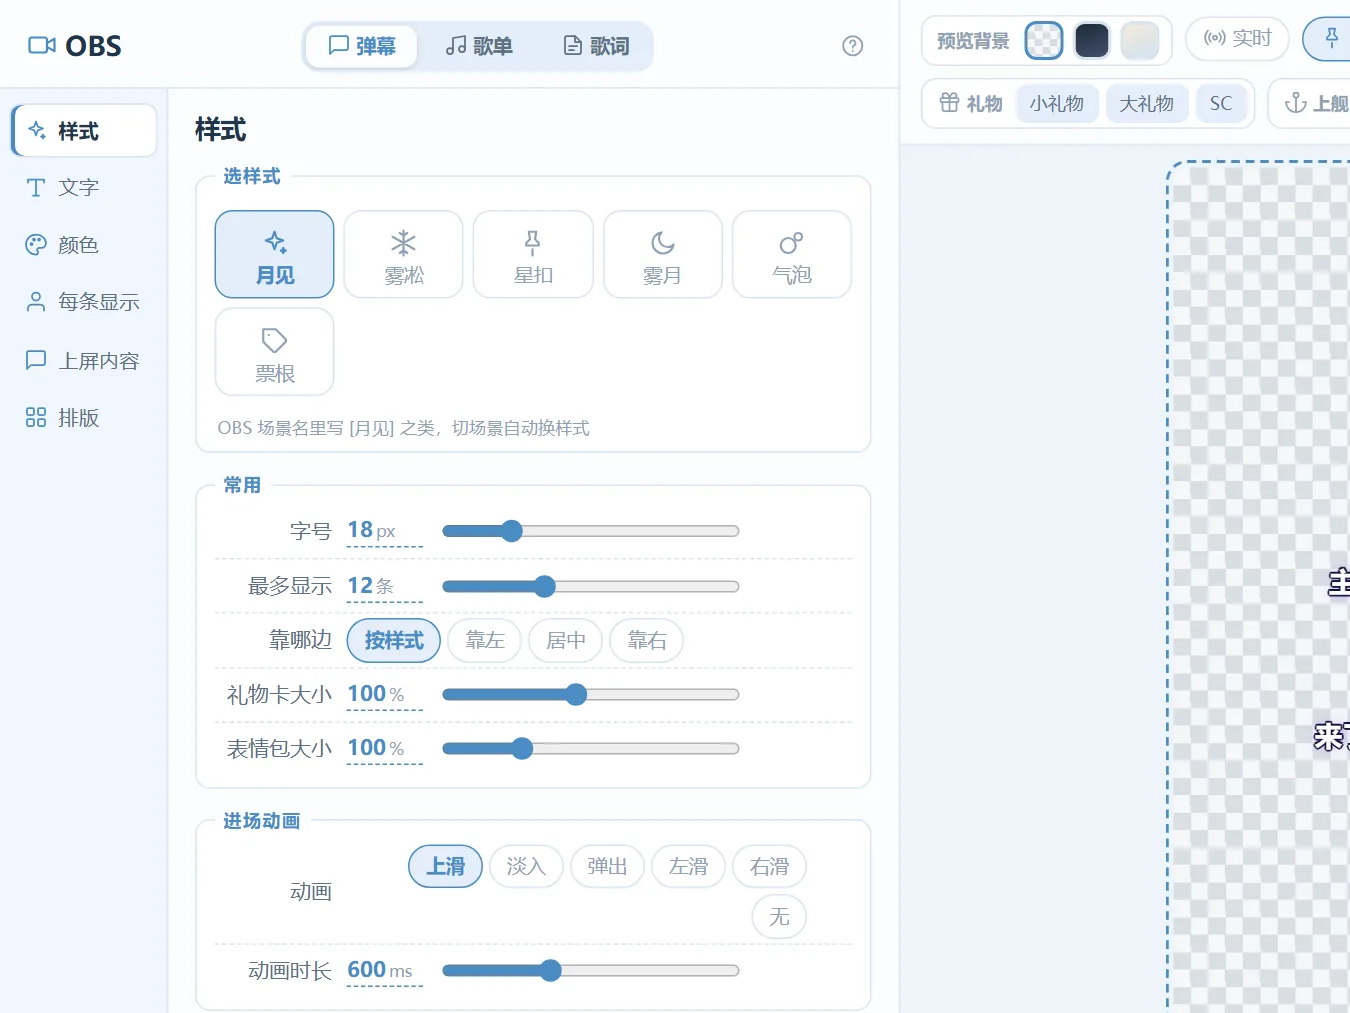 OBS
弹幕
歌单
歌词
样式
文字
颜色
每条显示
上屏内容
排版
样式
选样式
月见
雾凇
星扣
雾月
气泡
票根
OBS 场景名里写 [月见] 之类，切场景自动换样式
常用
字号 18 px
最多显示 12 条
靠哪边 按样式 靠左 居中 靠右
礼物卡大小 100 %
表情包大小 100 %
进场动画
动画 上滑 淡入 弹出 左滑 右滑
无
动画时长 600 ms
预览背景
实时
礼物 小礼物 大礼物 SC
上舰
主
来了